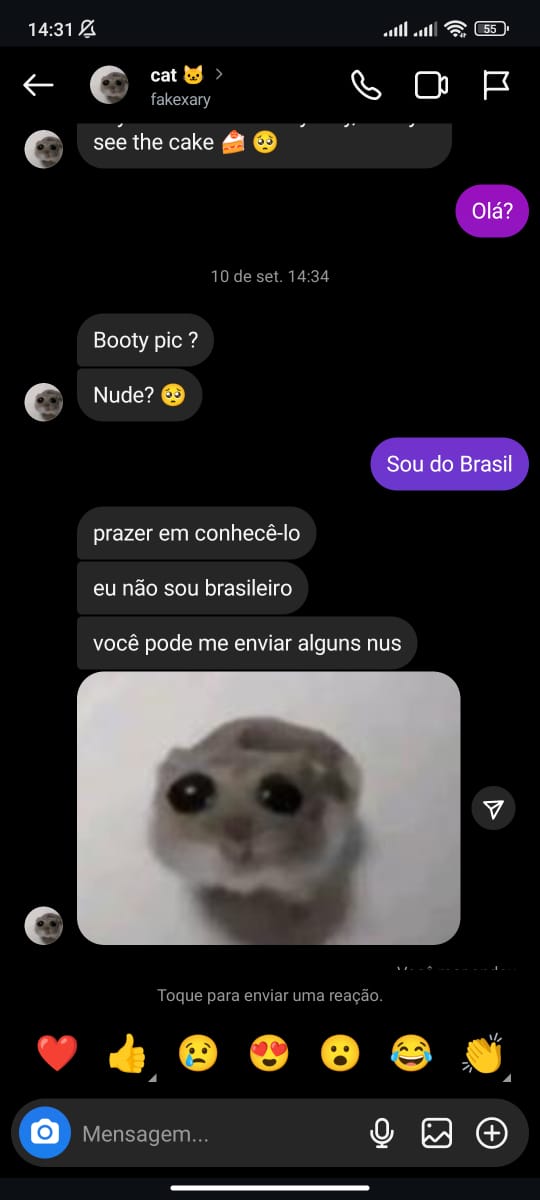 14:31
55
cat 🐱
fakexary
see the cake 🍰 🥺
Olá?
10 de set. 14:34
Booty pic ?
Nude? 🥺
Sou do Brasil
prazer em conhecê-lo
eu não sou brasileiro
você pode me enviar alguns nus
Toque para enviar uma reação.
Mensagem...